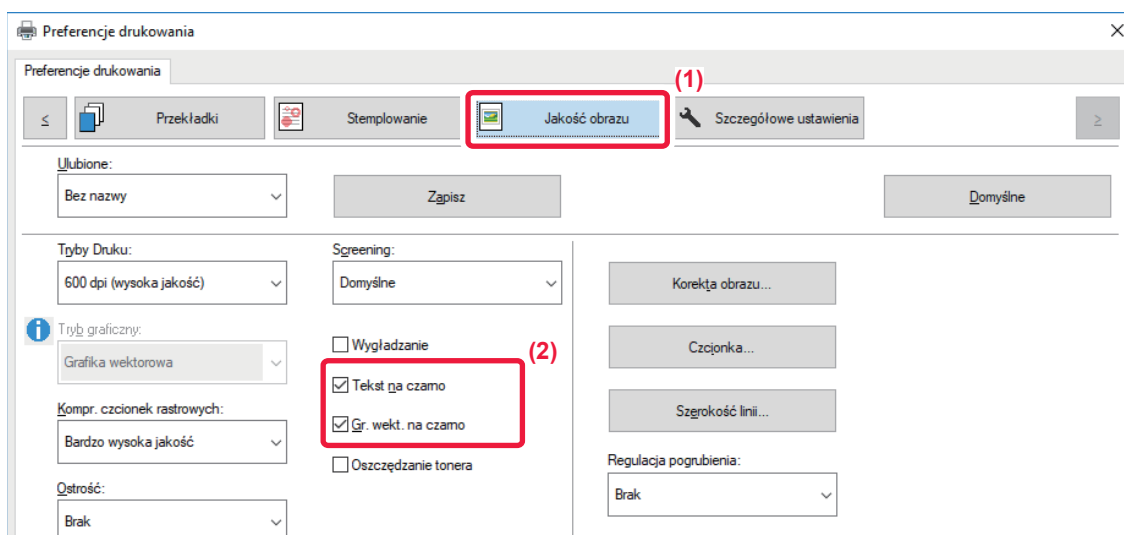 Preferencje drukowania
Preferencje drukowania
(1)
< Przekładki Stemplowanie Jakość obrazu Szczegółowe ustawienia >
Ulubione:
Bez nazwy Zapisz Domyślne
Tryby Druku: Screening:
600 dpi (wysoka jakość) Domyślne Korekta obrazu...
Tryb graficzny:
Wygładzanie (2) Czcionka...
Grafika wektorowa
Tekst na czarno
Kompr. czcionek rastrowych: Gr. wekt. na czarno Szerokość linii...
Bardzo wysoka jakość
Oszczędzanie tonera Regulacja pogrubienia:
Ostrość:
Brak
Brak